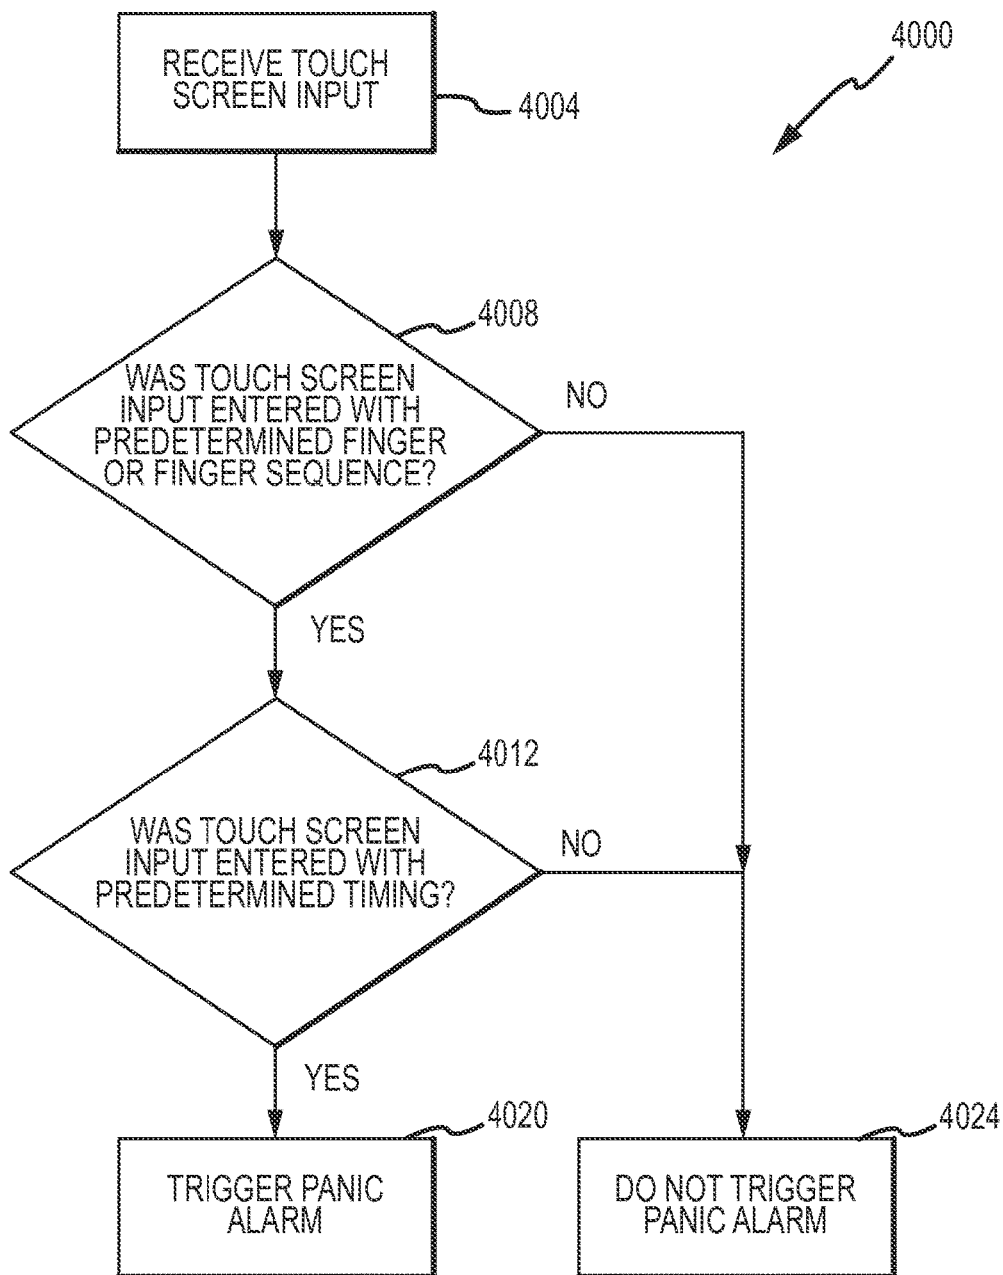 4000
RECEIVE TOUCH
SCREEN INPUT
4004
4008
WAS TOUCH SCREEN
INPUT ENTERED WITH
PREDETERMINED FINGER
OR FINGER SEQUENCE?
NO
YES
4012
WAS TOUCH SCREEN
INPUT ENTERED WITH
PREDETERMINED TIMING?
NO
YES
4020
TRIGGER PANIC
ALARM
4024
DO NOT TRIGGER
PANIC ALARM